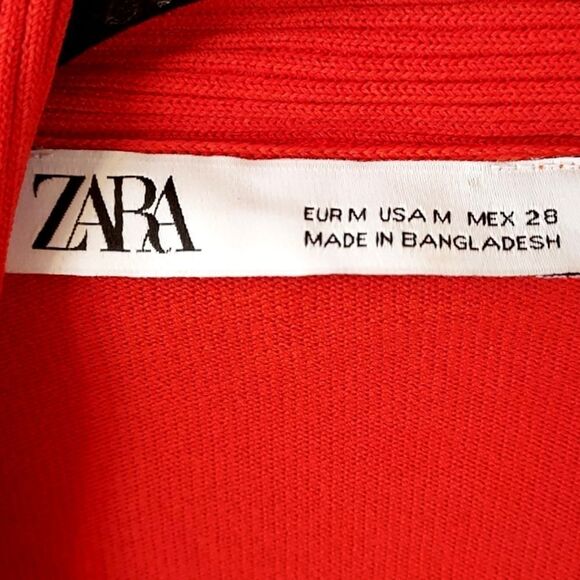 ZARA
EUR M USA M MEX 28
MADE IN BANGLADESH